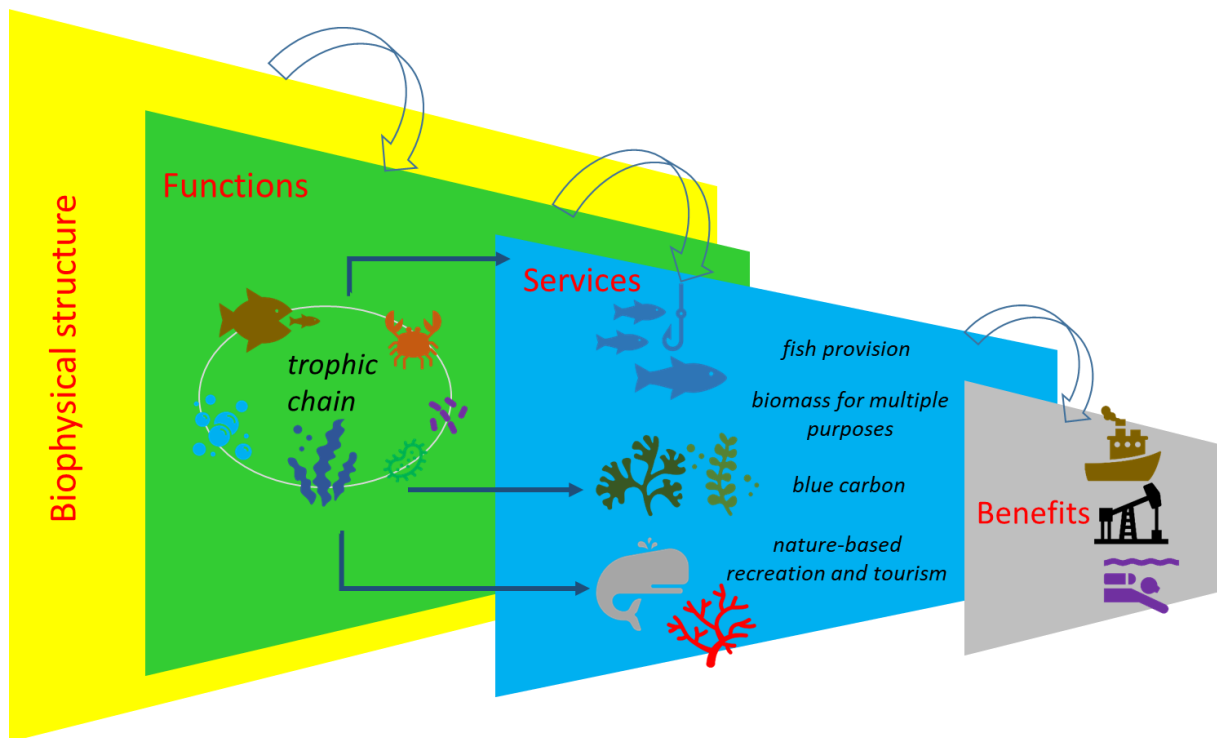 Biophysical structure
Functions
trophic
chain
Services
fish provision
biomass for multiple
purposes
blue carbon
nature-based
recreation and tourism
Benefits